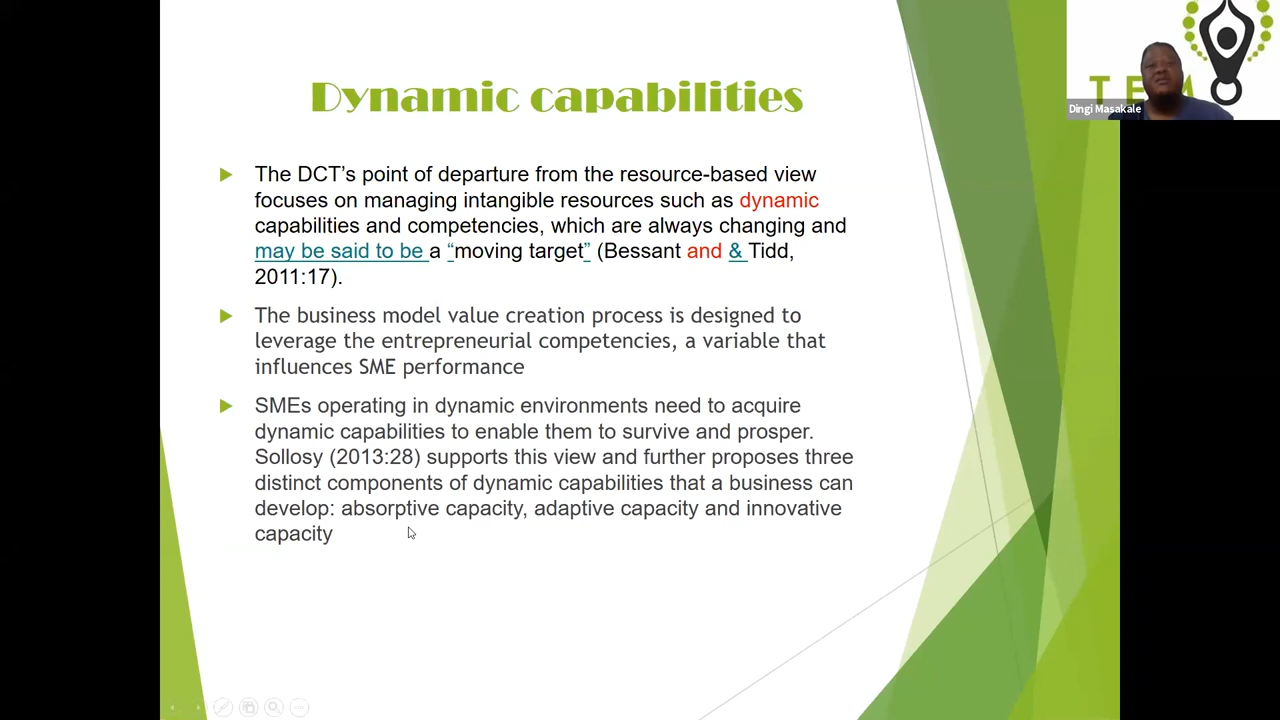 Dynamic capabilities
The DCT's point of departure from the resource-based view
focuses on managing intangible resources such as dynamic
capabilities and competencies, which are always changing and
may be said to be a “moving target” (Bessant and & Tidd,
2011:17).
The business model value creation process is designed to
leverage the entrepreneurial competencies, a variable that
influences SME performance
SMEs operating in dynamic environments need to acquire
dynamic capabilities to enable them to survive and prosper.
Sollosy (2013:28) supports this view and further proposes three
distinct components of dynamic capabilities that a business can
develop: absorptive capacity, adaptive capacity and innovative
capacity
Dingi Masakale